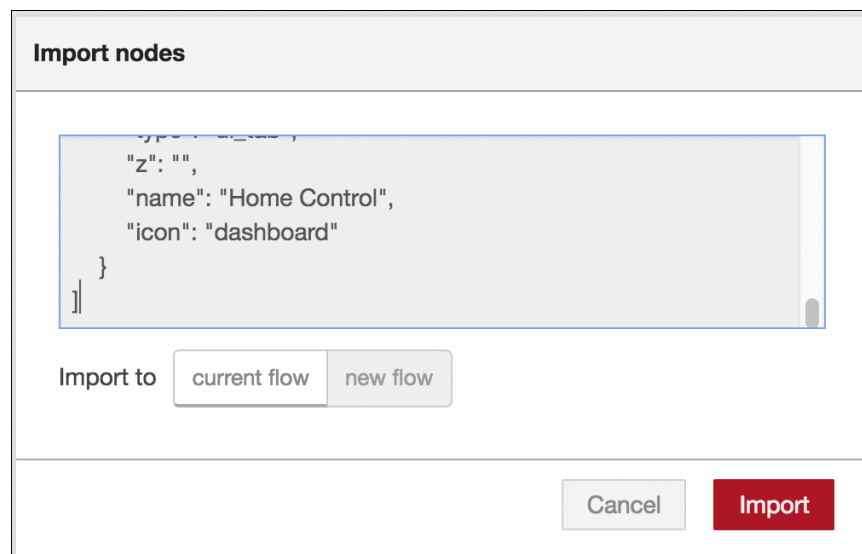 Import nodes
"z": "",
"name": "Home Control",
"icon": "dashboard"
}
]
Import to current flow new flow
Cancel Import